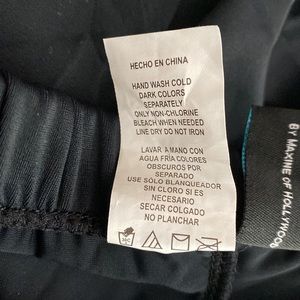 HECHO EN CHINA
HAND WASH COLD
DARK COLORS
SEPARATELY
ONLY NON-CHLORINE
BLEACH WHEN NEEDED
LINE DRY DO NOT IRON
LAVAR A MANO CON
AGUA FRÍA COLORES
OBSCUROS POR
SEPARADO
USE SÓLO BLANQUEADOR
SIN CLORO SI ES
NECESARIO
SECAR COLGADO
NO PLANCHAR
BY MAXINE OF HOLLYWOOD